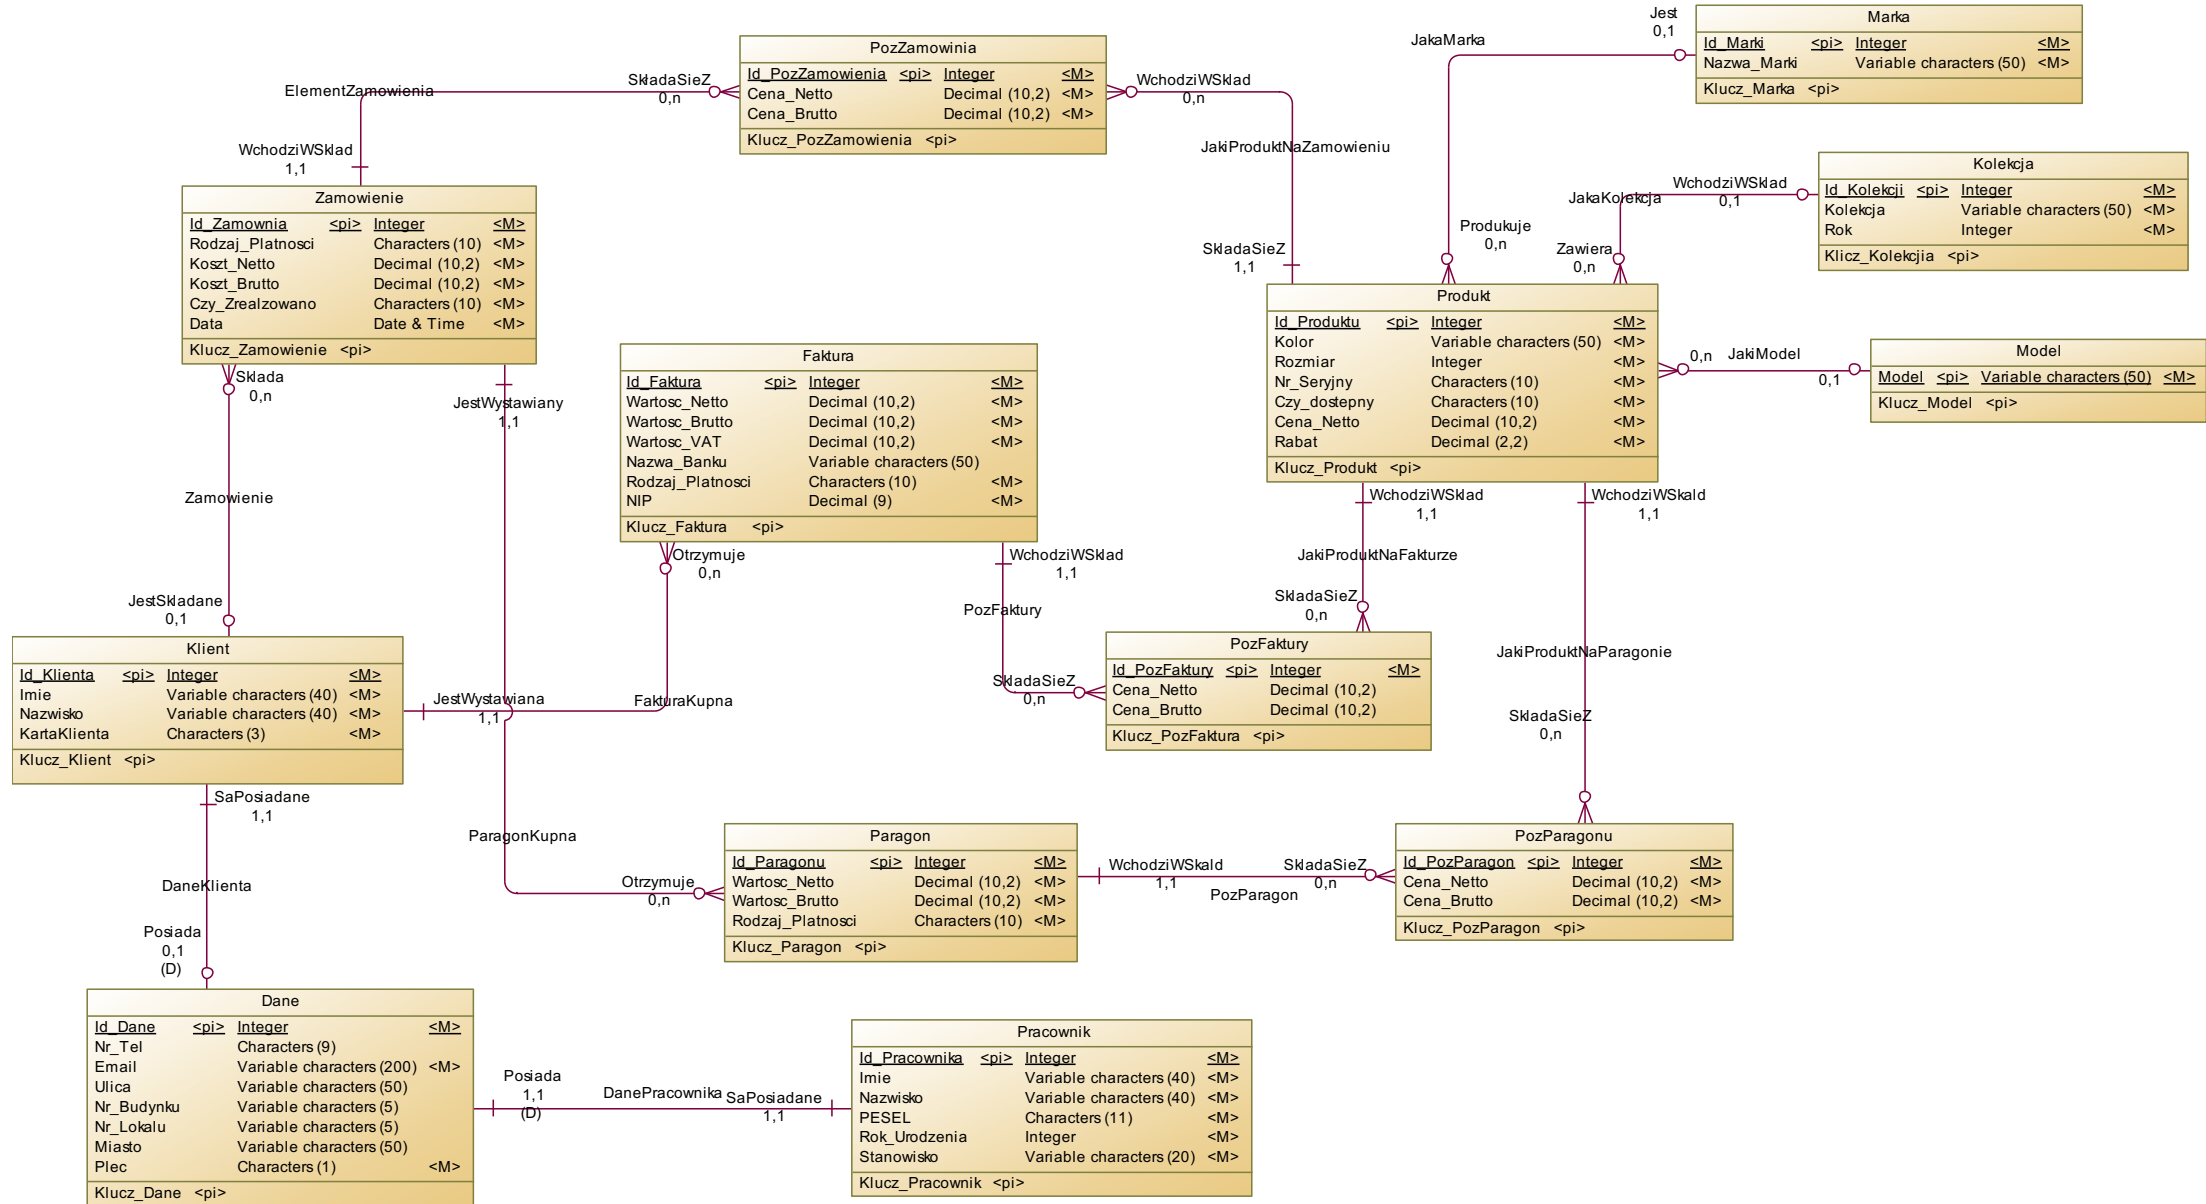 Marka
Id_Marki <pi> Integer <M>
Nazwa_Marki Variable characters (50) <M>
Klucz_Marka <pi>
Jest
0,1
JakaMarka
Produkuje
0,n
PozZamowinia
Id_PozZamowienia <pi> Integer <M>
Cena_Netto Decimal (10,2) <M>
Cena_Brutto Decimal (10,2) <M>
Klucz_PozZamowienia <pi>
SkladaSieZ
0,n
ElementZamowienia
WchodziWSklad
1,1
WchodziWSklad
0,n
JakiProduktNaZamowieniu
SkladaSieZ
1,1
Kolekcja
Id_Kolekcji <pi> Integer <M>
Kolekcja Variable characters (50) <M>
Rok Integer <M>
Klicz_Kolekcjia <pi>
WchodziWSklad
0,1
JakaKolekcja
Zawiera
0,n
Zamowienie
Id_Zamownia <pi> Integer <M>
Rodzaj_Platnosci Characters (10) <M>
Koszt_Netto Decimal (10,2) <M>
Koszt_Brutto Decimal (10,2) <M>
Czy_Zrealzowano Characters (10) <M>
Data Date & Time <M>
Klucz_Zamowienie <pi>
Produkt
Id_Produktu <pi> Integer <M>
Kolor Variable characters (50) <M>
Rozmiar Integer <M>
Nr_Seryjny Characters (10) <M>
Czy_dostepny Characters (10) <M>
Cena_Netto Decimal (10,2) <M>
Rabat Decimal (2,2) <M>
Klucz_Produkt <pi>
0,n
JakiModel
0,1
Model
Model <pi> Variable characters (50) <M>
Klucz_Model <pi>
Faktura
Id_Faktura <pi> Integer <M>
Wartosc_Netto Decimal (10,2) <M>
Wartosc_Brutto Decimal (10,2) <M>
Wartosc_VAT Decimal (10,2) <M>
Nazwa_Banku Variable characters (50)
Rodzaj_Platnosci Characters (10) <M>
NIP Decimal (9) <M>
Klucz_Faktura <pi>
Sklada
0,n
Zamowienie
JestSkladane
0,1
JestWystawiany
1,1
Otrzymuje
0,n
FakturaKupna
JestWystawiana
1,1
WchodziWSklad
1,1
PozFaktury
SkladaSieZ
0,n
WchodziWSklad
1,1
JakiProduktNaFakturze
SkladaSieZ
0,n
WchodziWSkald
1,1
JakiProduktNaParagonie
SkladaSieZ
0,n
Klient
Id_Klienta <pi> Integer <M>
Imie Variable characters (40) <M>
Nazwisko Variable characters (40) <M>
KartaKlienta Characters (3) <M>
Klucz_Klient <pi>
PozFaktury
Id_PozFaktury <pi> Integer <M>
Cena_Netto Decimal (10,2)
Cena_Brutto Decimal (10,2)
Klucz_PozFaktura <pi>
SaPosiadane
1,1
DaneKlienta
Posiada
0,1
(D)
ParagonKupna
Otrzymuje
0,n
Paragon
Id_Paragonu <pi> Integer <M>
Wartosc_Netto Decimal (10,2) <M>
Wartosc_Brutto Decimal (10,2) <M>
Rodzaj_Platnosci Characters (10) <M>
Klucz_Paragon <pi>
WchodziWSkald
1,1
PozParagon
SkladaSieZ
0,n
PozParagonu
Id_PozParagon <pi> Integer <M>
Cena_Netto Decimal (10,2) <M>
Cena_Brutto Decimal (10,2) <M>
Klucz_PozParagon <pi>
Dane
Id_Dane <pi> Integer <M>
Nr_Tel Characters (9)
Email Variable characters (200) <M>
Ulica Variable characters (50)
Nr_Budynku Variable characters (5)
Nr_Lokalu Variable characters (5)
Miasto Variable characters (50)
Plec Characters (1) <M>
Klucz_Dane <pi>
Posiada
1,1
(D)
DanePracownika
SaPosiadane
1,1
Pracownik
Id_Pracownika <pi> Integer <M>
Imie Variable characters (40) <M>
Nazwisko Variable characters (40) <M>
PESEL Characters (11) <M>
Rok_Urodzenia Integer <M>
Stanowisko Variable characters (20) <M>
Klucz_Pracownik <pi>